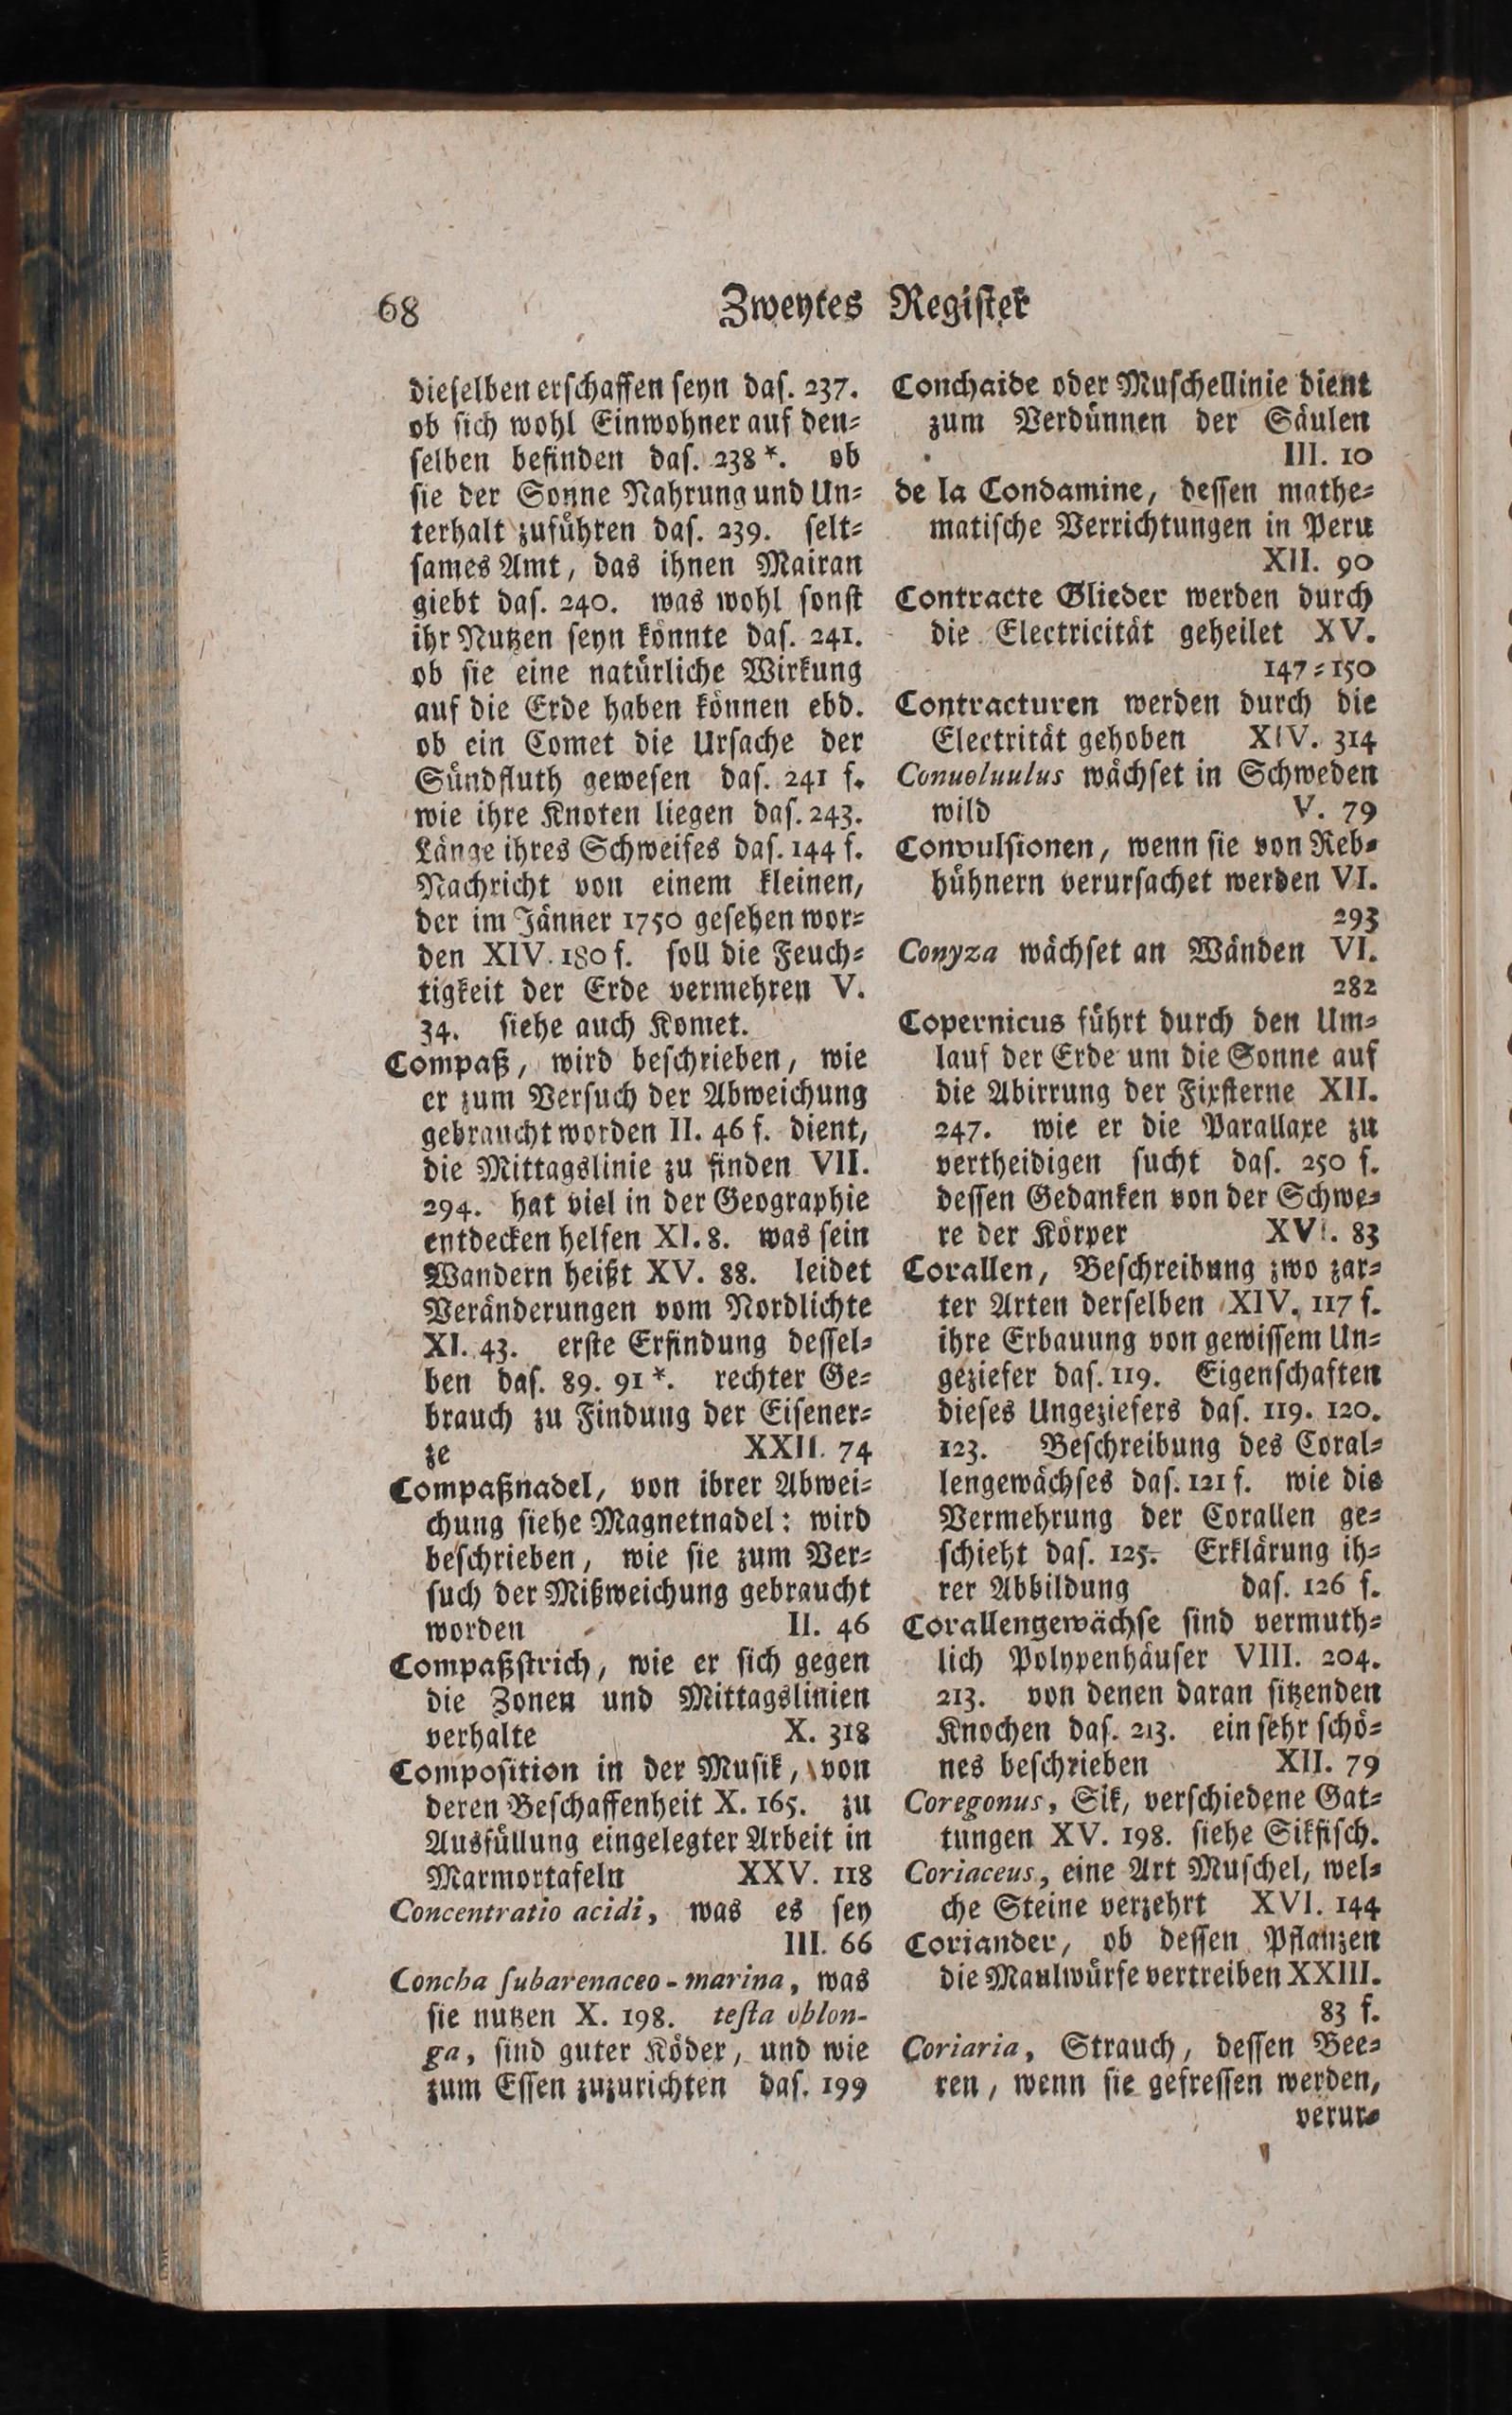 68 Zweytes Register
dieselben erschaffen seyn das. 237.
ob sich wohl Einwohner auf den⸗
selben befinden das. 238*. ob
sie der Sonne Nahrung und Un⸗
terhalt zuführen das. 239. selt⸗
sames Amt, das ihnen Mairan
giebt das. 240. was wohl sonst
ihr Nutzen seyn könnte das. 241.
ob sie eine natürliche Wirkung
auf die Erde haben können ebd.
ob ein Comet die Ursache der
Sündfluth gewesen das. 241 f.
wie ihre Knoten liegen das. 243.
Länge ihres Schweifes das. 144 f.
Nachricht von einem kleinen,
der im Jänner 1750 gesehen wor⸗
den XIV. 180 f. soll die Feuch⸗
tigkeit der Erde vermehren V.
34. siehe auch Komet.
Compaß, wird beschrieben, wie
er zum Versuch der Abweichung
gebraucht worden II. 46 f. dient,
die Mittagslinie zu finden VII.
294. hat viel in der Geographie
entdecken helfen XI. 8. was sein
Wandern heißt XV. 88. leidet
Veränderungen vom Nordlichte
XI. 43. erste Erfindung dessel⸗
ben das. 89. 91*. rechter Ge⸗
brauch zu Findung der Eisener⸗
ze XXII. 74
Compaßnadel, von ihrer Abwei⸗
chung siehe Magnetnadel: wird
beschrieben, wie sie zum Ver⸗
such der Mißweichung gebraucht
worden II. 46
Compaßstrich, wie er sich gegen
die Zonen und Mittagslinien
verhalte X. 318
Composition in der Musik, von
deren Beschaffenheit X. 165. zu
Ausfüllung eingelegter Arbeit in
Marmortafeln XXV. 118
Concentratio acidi, was es sey
III. 66
Concha subarenaceo-marina, was
sie nutzen X. 198. testa oblon-
ga, sind guter Köder, und wie
zum Essen zuzurichten das. 199
Conchaide oder Muschellinie dient
zum Verdünnen der Säulen
III. 10
de la Condamine, dessen mathe⸗
matische Verrichtungen in Peru
XII. 90
Contracte Glieder werden durch
die Electricität geheilet XV.
147⸗150
Contracturen werden durch die
Electrität gehoben XIV. 314
Conuoluulus wächset in Schweden
wild V. 79
Convulsionen, wenn sie von Reb⸗
hühnern verursachet werden VI.
293
Conyza wächset an Wänden VI.
282
Copernicus führt durch den Um⸗
lauf der Erde um die Sonne auf
die Abirrung der Fixsterne XII.
247. wie er die Parallaxe zu
vertheidigen sucht das. 250 f.
dessen Gedanken von der Schwe⸗
re der Körper XVI. 83
Corallen, Beschreibung zwo zar⸗
ter Arten derselben XIV. 117 f.
ihre Erbauung von gewissem Un⸗
geziefer das. 119. Eigenschaften
dieses Ungeziefers das. 119. 120.
123. Beschreibung des Coral⸗
lengewächses das. 121 f. wie die
Vermehrung der Corallen ge⸗
schieht das. 125. Erklärung ih⸗
rer Abbildung das. 126 f.
Corallengewächse sind vermuth⸗
lich Polypenhäuser VIII. 204.
213. von denen daran sitzenden
Knochen das. 213. ein sehr schö⸗
nes beschrieben XII. 79
Coregonus, Sik, verschiedene Gat⸗
tungen XV. 198. siehe Sikfisch.
Coriaceus, eine Art Muschel, wel⸗
che Steine verzehrt XVI. 144
Coriander, ob dessen Pflanzen
die Maulwürfe vertreiben XXIII.
83 f.
Coriaria, Strauch, dessen Bee⸗
ren, wenn sie gefressen werden,
verur⸗